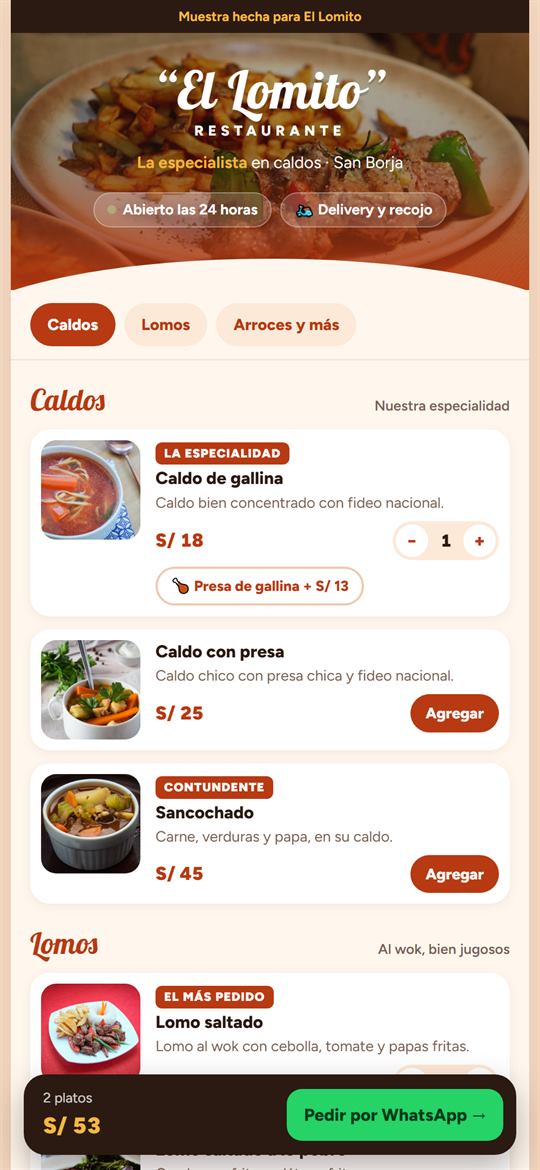 Muestra hecha para El Lomito
“El Lomito”
RESTAURANTE
La especialista en caldos · San Borja
Abierto las 24 horas
Delivery y recojo
Caldos
Lomos
Arroces y más
Caldos
Nuestra especialidad
LA ESPECIALIDAD
Caldo de gallina
Caldo bien concentrado con fideo nacional.
S/ 18
- 1 +
Presa de gallina + S/ 13
Caldo con presa
Caldo chico con presa chica y fideo nacional.
S/ 25
Agregar
CONTUNDENTE
Sancochado
Carne, verduras y papa, en su caldo.
S/ 45
Agregar
Lomos
Al wok, bien jugosos
EL MÁS PEDIDO
Lomo saltado
Lomo al wok con cebolla, tomate y papas fritas.
2 platos
S/ 53
Pedir por WhatsApp →